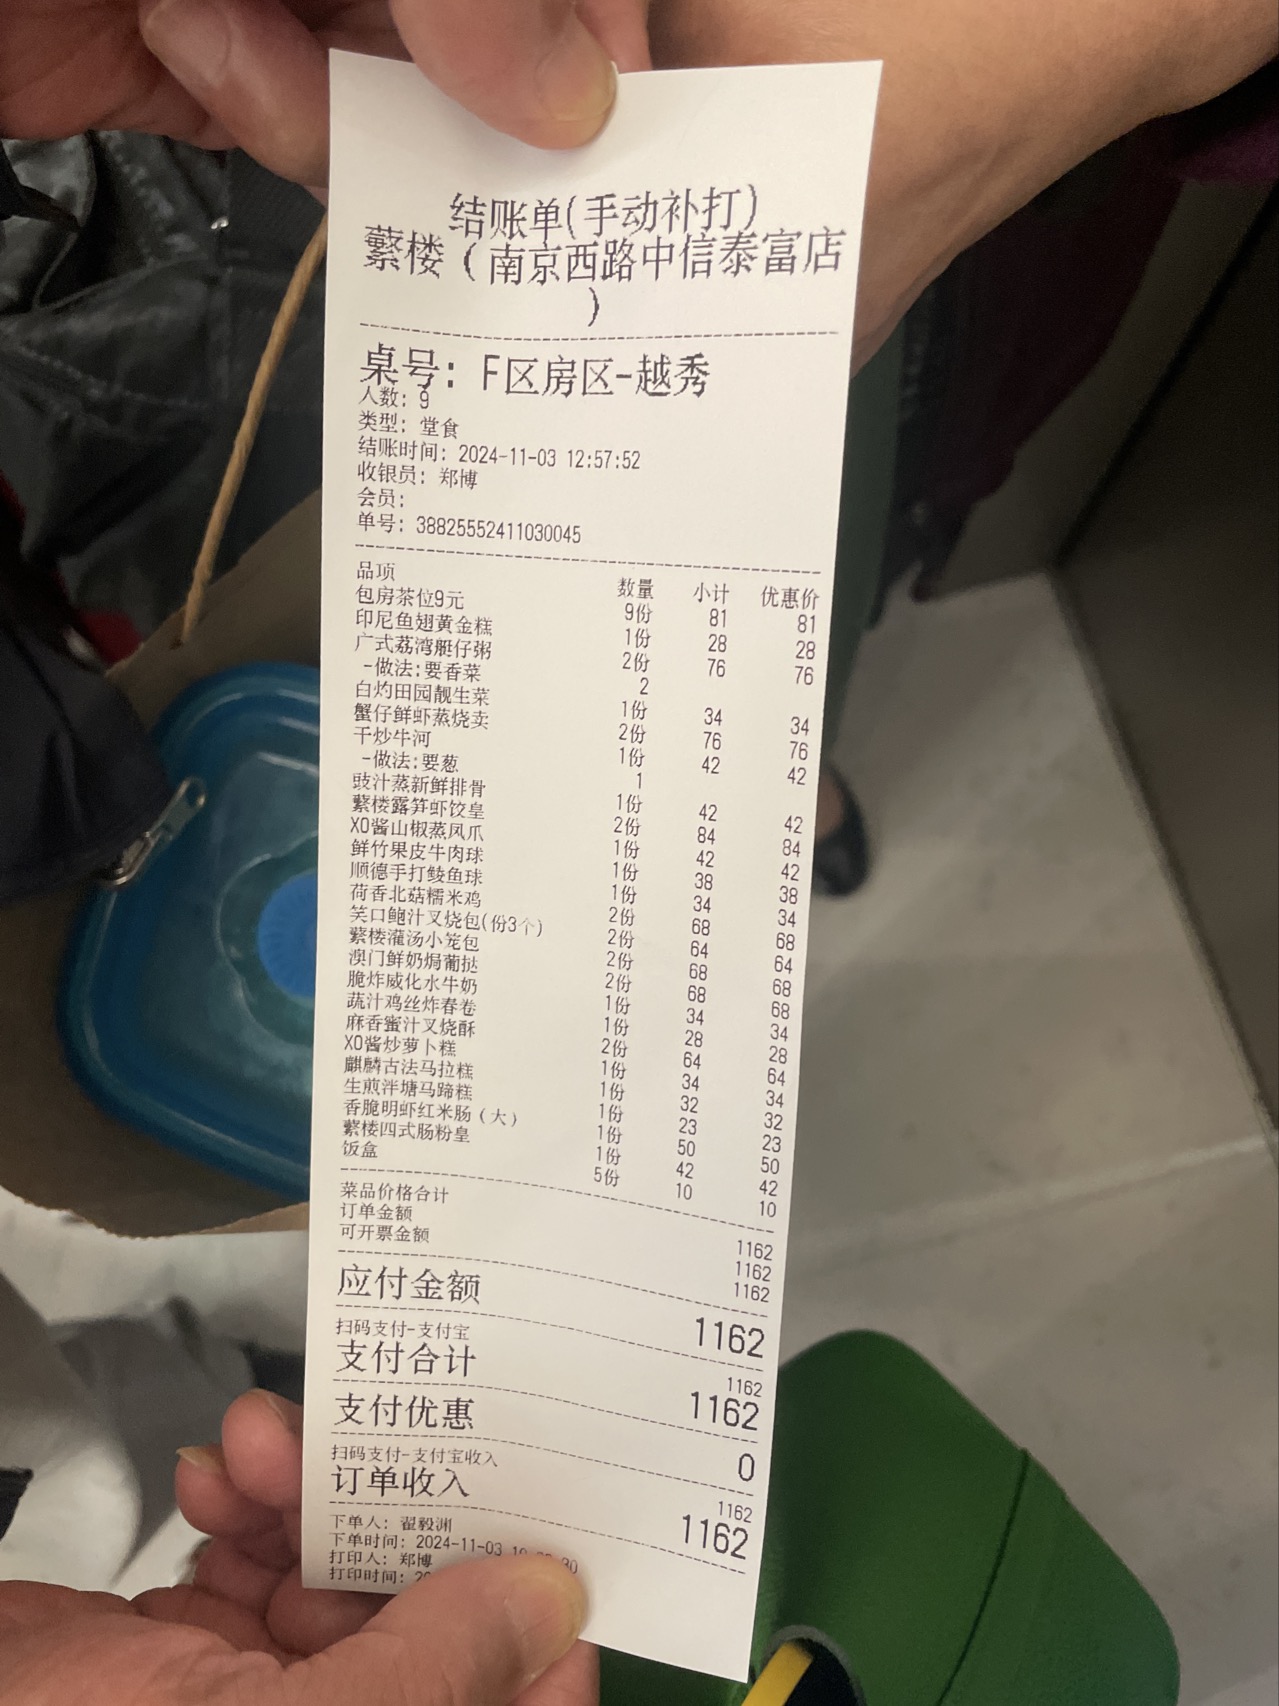 结账单(手动补打)
蘩楼(南京西路中信泰富店
)
桌号: F区房区-越秀
人数: 9
类型: 堂食
结账时间: 2024-11-03 12:57:52
收银员: 郑博
会员:
单号: 38825552411030045
品项 数量 小计 优惠价
包房茶位9元 9份 81 81
印尼鱼翅黄金糕 1份 28 28
广式荔湾艇仔粥 2份 76 76
-做法:要香菜 2
白灼田园靓生菜 1份 34 34
蟹仔鲜虾蒸烧卖 2份 76 76
干炒牛河 1份 42 42
-做法:要葱 1
豉汁蒸新鲜排骨 1份 42 42
蘩楼露笋虾饺皇 2份 84 84
XO酱山椒蒸凤爪 1份 42 42
鲜竹果皮牛肉球 1份 38 38
顺德手打鲮鱼球 1份 34 34
荷香北菇糯米鸡 2份 68 68
笑口鲍汁叉烧包(份3个) 2份 64 64
蘩楼灌汤小笼包 2份 68 68
澳门鲜奶焗葡挞 2份 68 68
脆炸威化水牛奶 1份 34 34
蔬汁鸡丝炸春卷 1份 28 28
麻香蜜汁叉烧酥 2份 64 64
XO酱炒萝卜糕 1份 34 34
麒麟古法马拉糕 1份 32 32
生煎泮塘马蹄糕 1份 23 23
香脆明虾红米肠(大) 1份 50 50
蘩楼四式肠粉皇 1份 42 42
饭盒 5份 10 10
菜品价格合计 1162
订单金额 1162
可开票金额 1162
应付金额 1162
扫码支付-支付宝 1162
支付合计 1162
支付优惠 0
扫码支付-支付宝收入 1162
订单收入 1162
下单人: 翟毅洲
下单时间: 2024-11-03
打印人: 郑博
打印时间: